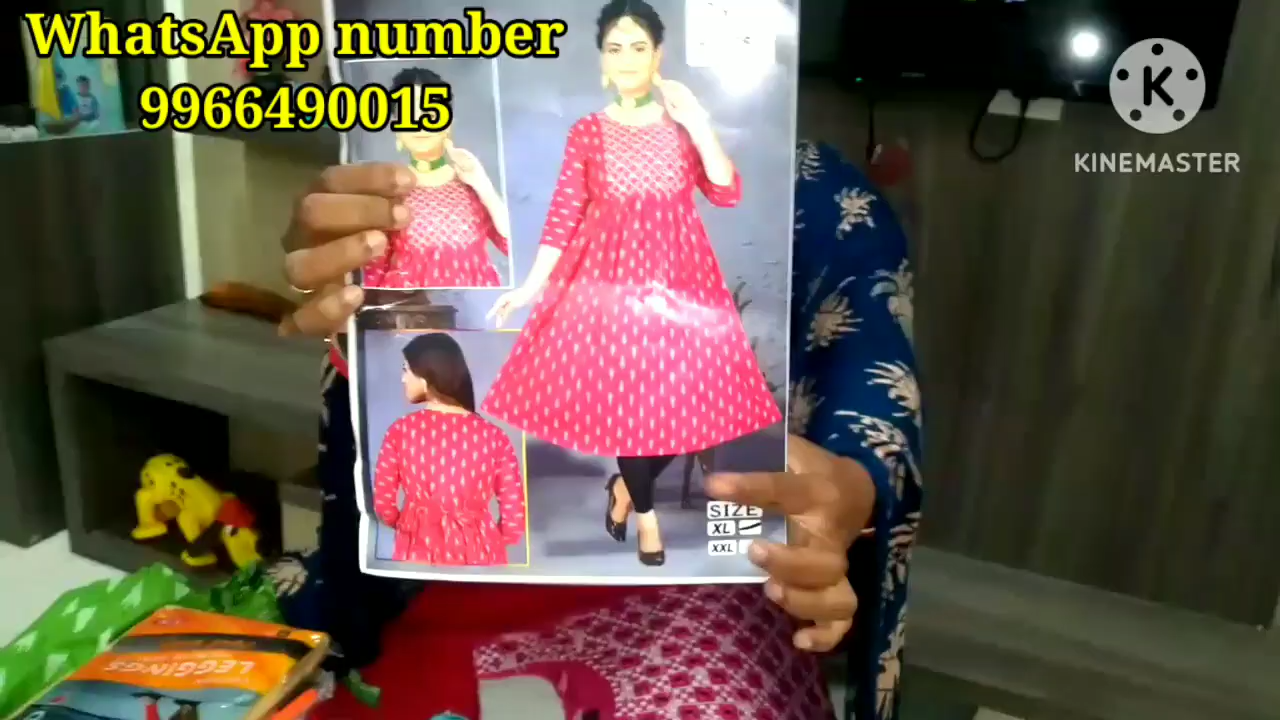 WhatsApp number
9966490015
K
KINEMASTER
SIZE
XL
XXL
LEGGINGS